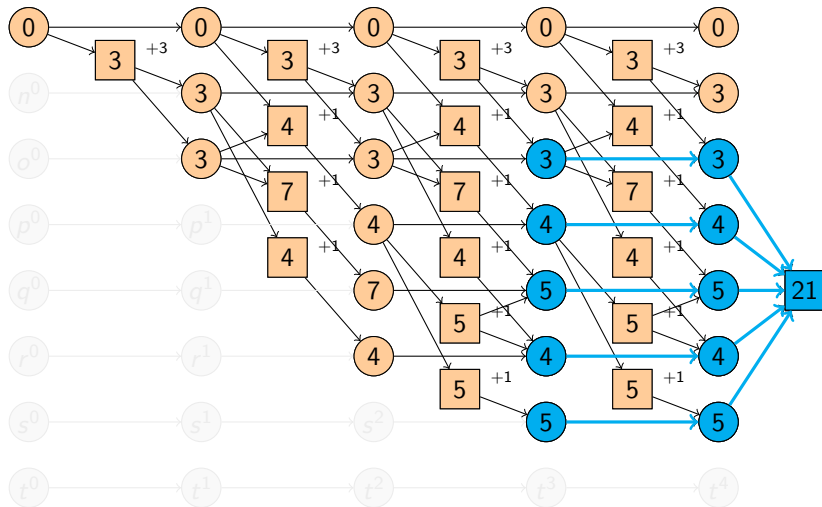 0 0 0 0 0
3 +3 3 3 +3 3 +3
n⁰ 3 3 3 3
4 +1 4 +1 4 +1
o⁰ 3 3 3 3
7 +1 7 7 +1
p⁰ p¹ 4 4 4
4 +1 4 4 +1
q⁰ q¹ 7 5 5 21
5 +1 5 +1
r⁰ r¹ 4 4 4
5 +1 5 +1
s⁰ s¹ s² 5 5
t⁰ t¹ t² t³ t⁴